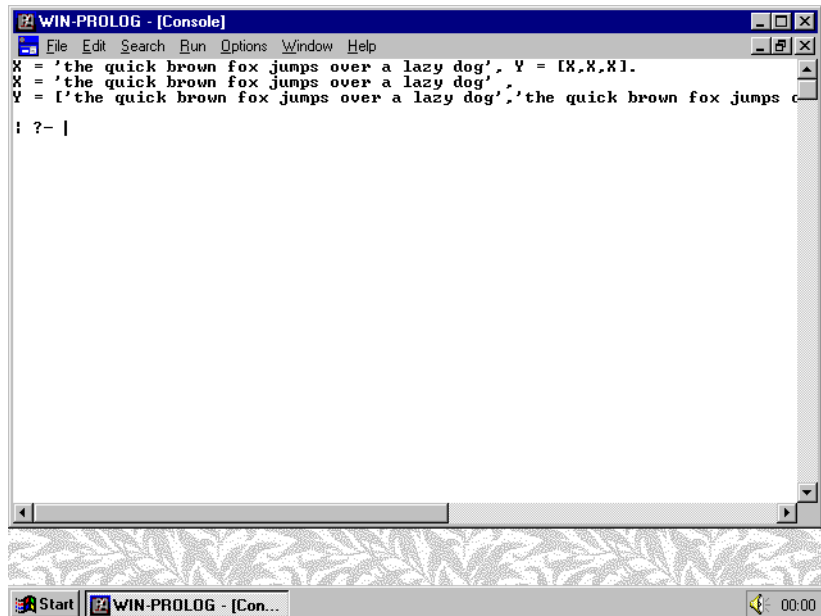 WIN-PROLOG - [Console]
File Edit Search Run Options Window Help
X = 'the quick brown fox jumps over a lazy dog', Y = [X,X,X].
X = 'the quick brown fox jumps over a lazy dog' ,
Y = ['the quick brown fox jumps over a lazy dog','the quick brown fox jumps
| ?- |
Start WIN-PROLOG - [Con... 00:00